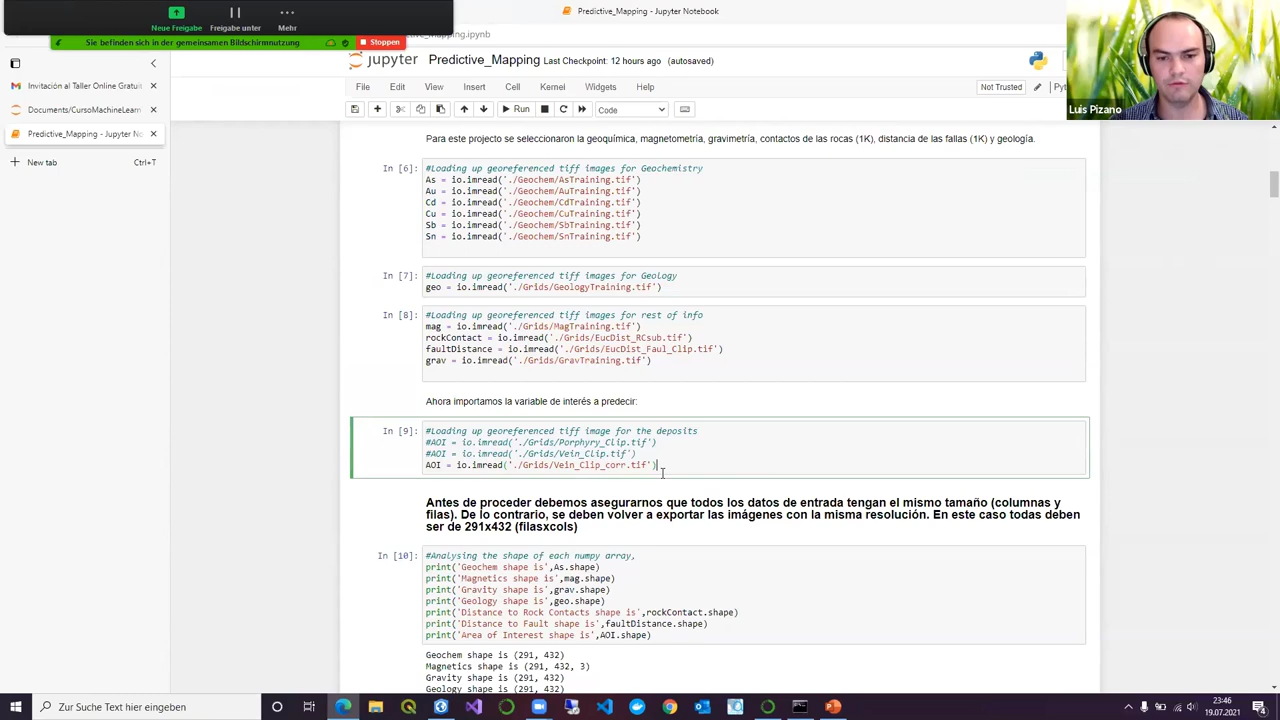 Predictive_Mapping - Jupyter Notebook
Neue Freigabe
Freigabe unter
Mehr
Sie befinden sich in der gemeinsamen Bildschirmnutzung
Stoppen
ve_mapping.ipynb
jupyter Predictive_Mapping Last Checkpoint: 12 hours ago (autosaved)
Invitación al Taller Online Gratuit
Documents/CursoMachineLearn
Predictive_Mapping - Jupyter No
New tab Ctrl+T
File Edit View Insert Cell Kernel Widgets Help
Not Trusted
Run
Code
Luis Pizano
Para este projecto se seleccionaron la geoquímica, magnetometría, gravimetría, contactos de las rocas (1K), distancia de las fallas (1K) y geología.
In [6]: #Loading up georeferenced tiff images for Geochemistry
As = io.imread('./Geochem/AsTraining.tif')
Au = io.imread('./Geochem/AuTraining.tif')
Cd = io.imread('./Geochem/CdTraining.tif')
Cu = io.imread('./Geochem/CuTraining.tif')
Sb = io.imread('./Geochem/SbTraining.tif')
Sn = io.imread('./Geochem/SnTraining.tif')
In [7]: #Loading up georeferenced tiff images for Geology
geo = io.imread('./Grids/GeologyTraining.tif')
In [8]: #Loading up georeferenced tiff images for rest of info
mag = io.imread('./Grids/MagTraining.tif')
rockContact = io.imread('./Grids/EucDist_RCsub.tif')
faultDistance = io.imread('./Grids/EucDist_Faul_Clip.tif')
grav = io.imread('./Grids/GravTraining.tif')
Ahora importamos la variable de interés a predecir:
In [9]: #Loading up georeferenced tiff image for the deposits
#AOI = io.imread('./Grids/Porphyry_Clip.tif')
#AOI = io.imread('./Grids/Vein_Clip.tif')
AOI = io.imread('./Grids/Vein_Clip_corr.tif')
Antes de proceder debemos asegurarnos que todos los datos de entrada tengan el mismo tamaño (columnas y
filas). De lo contrario, se deben volver a exportar las imágenes con la misma resolución. En este caso todas deben
ser de 291x432 (filasxcols)
In [10]: #Analysing the shape of each numpy array,
print('Geochem shape is',As.shape)
print('Magnetics shape is',mag.shape)
print('Gravity shape is',grav.shape)
print('Geology shape is',geo.shape)
print('Distance to Rock Contacts shape is',rockContact.shape)
print('Distance to Fault shape is',faultDistance.shape)
print('Area of Interest shape is',AOI.shape)
Geochem shape is (291, 432)
Magnetics shape is (291, 432, 3)
Gravity shape is (291, 432)
Geology shape is (291, 432)
Zur Suche Text hier eingeben
23:46
19.07.2021